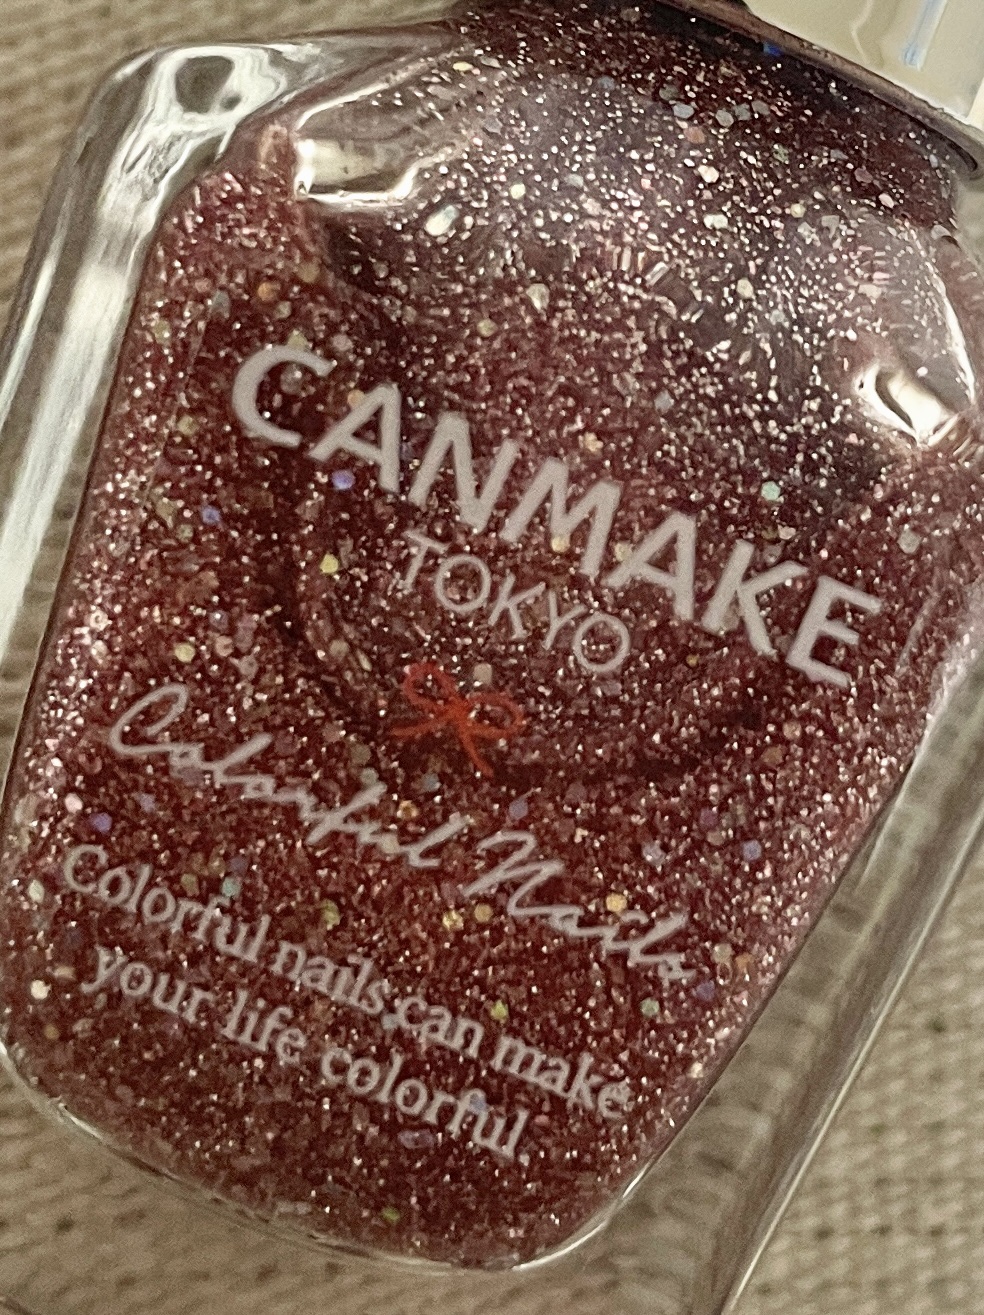 CANMAKE
TOKYO
Colorful Nails
Colorful nails can make
your life colorful.